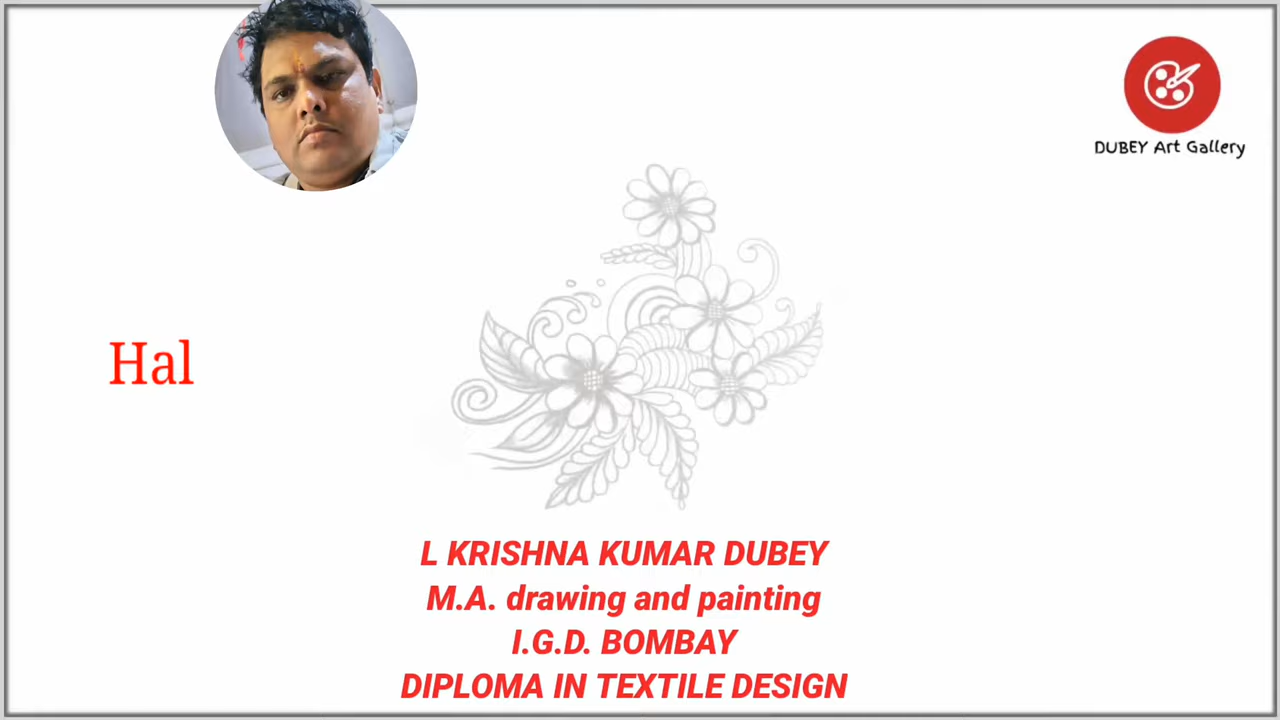 DUBEY Art Gallery
Hal
L KRISHNA KUMAR DUBEY
M.A. drawing and painting
I.G.D. BOMBAY
DIPLOMA IN TEXTILE DESIGN